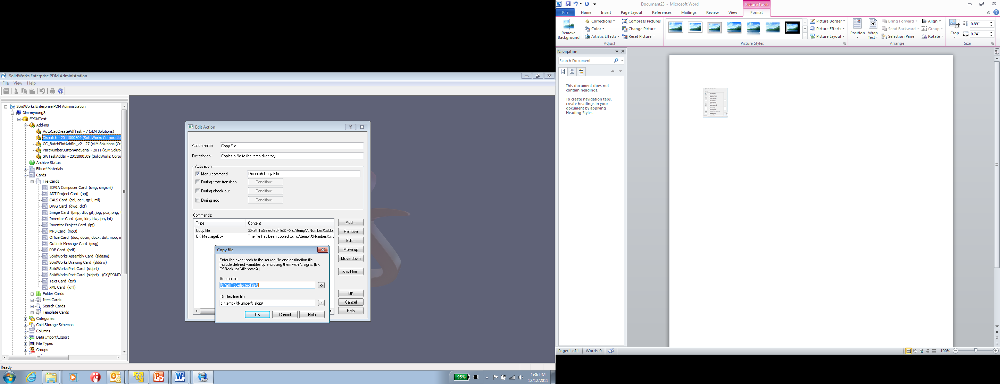 SolidWorks Enterprise PDM Administration
File View Help
SolidWorks Enterprise PDM Administration
Xlm-myoung3
EPDMTest
Add-ins
AutoCadCreatePdfTask - 7 (xLM Solutions)
Dispatch - 2011000509 (SolidWorks Corporation
GC_BatchPlotAddIn_v2 - 27 (xLM Solutions (Cr
PartNumberButtonAndSerial - 2011 (xLM Solutio
SWTaskAddIn - 2011000509 (SolidWorks Corpo
Archive Status
Bills of Materials
Cards
File Cards
3DVIA Composer Card (smg, smgxml)
ADT Project Card (apj)
CALS Card (cal, cg4, gp4, mil)
DWG Card (dwg, dxf)
Image Card (bmp, dib, gif, jpg, pcx, png, t
Inventor Card (iam, ide, idw, ipn, ipt)
Inventor Project Card (ipj)
MP3 Card (mp3)
Office Card (doc, docm, docx, dot, mpp, m
Outlook Message Card (msg)
PDF Card (pdf)
SolidWorks Assembly Card (sldasm)
SolidWorks Drawing Card (slddrw)
SolidWorks Part Card (sldprt)
SolidWorks Part Card (sldprt) (C:\EPDMTe
Text Card (txt)
XML Card (xml)
Folder Cards
Item Cards
Search Cards
Template Cards
Categories
Cold Storage Schemas
Columns
Data Import/Export
File Types
Groups
Ready
Edit Action
Action name: Copy File
Description: Copies a file to the temp directory
Activation
Menu command Dispatch Copy File
During state transition Conditions...
During check out Conditions...
During add Conditions...
Commands:
Type Content
Copy file %PathToSelectedFile% => c:\temp\%Number%.sldpr
OK MessageBox The file has been copied to: c:\temp\%Number%.sld
Add...
Remove
Edit...
Move up
Move down
Variables...
OK
Cancel
Help
Copy file
Enter the exact path to the source file and destination file.
Include defined variables by enclosing them with % signs. (Ex.
C:\Backup\%filename%).
Source file:
%PathToSelectedFile%
Destination file:
c:\temp\%Number%.sldprt
OK Cancel Help
95%
1:36 PM
12/12/2011
Document23 - Microsoft Word
Picture Tools
File Home Insert Page Layout References Mailings Review View Format
Remove
Background
Corrections
Color
Artistic Effects
Compress Pictures
Change Picture
Reset Picture
Adjust
Picture Styles
Picture Border
Picture Effects
Picture Layout
Position
Wrap
Text
Bring Forward
Send Backward
Selection Pane
Align
Group
Rotate
Arrange
Crop
0.89"
0.74"
Size
Navigation
Search Document
This document does not
contain headings.
To create navigation tabs,
create headings in your
document by applying
Heading Styles.
Page: 1 of 1 Words: 0
100%